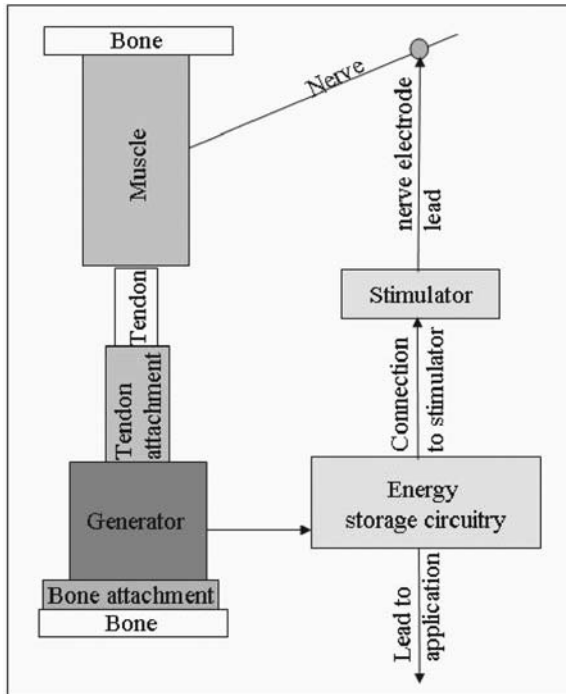 Bone
Nerve
Muscle
nerve electrode
lead
Stimulator
Tendon
Connection
to stimulator
Tendon
attachment
Energy
storage circuitry
Generator
Bone attachment
Bone
Lead to
application